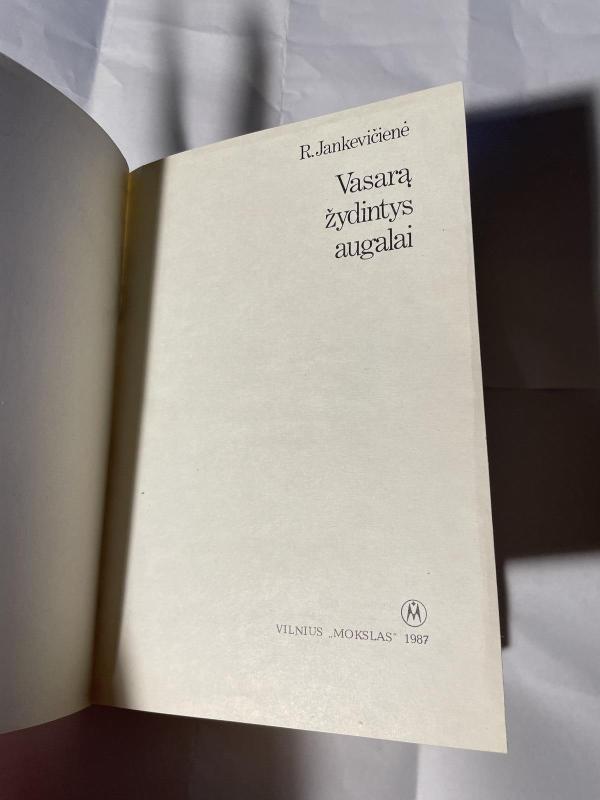 R. Jankevičienė
Vasarą
žydintys
augalai
M
VILNIUS „MOKSLAS“ 1987